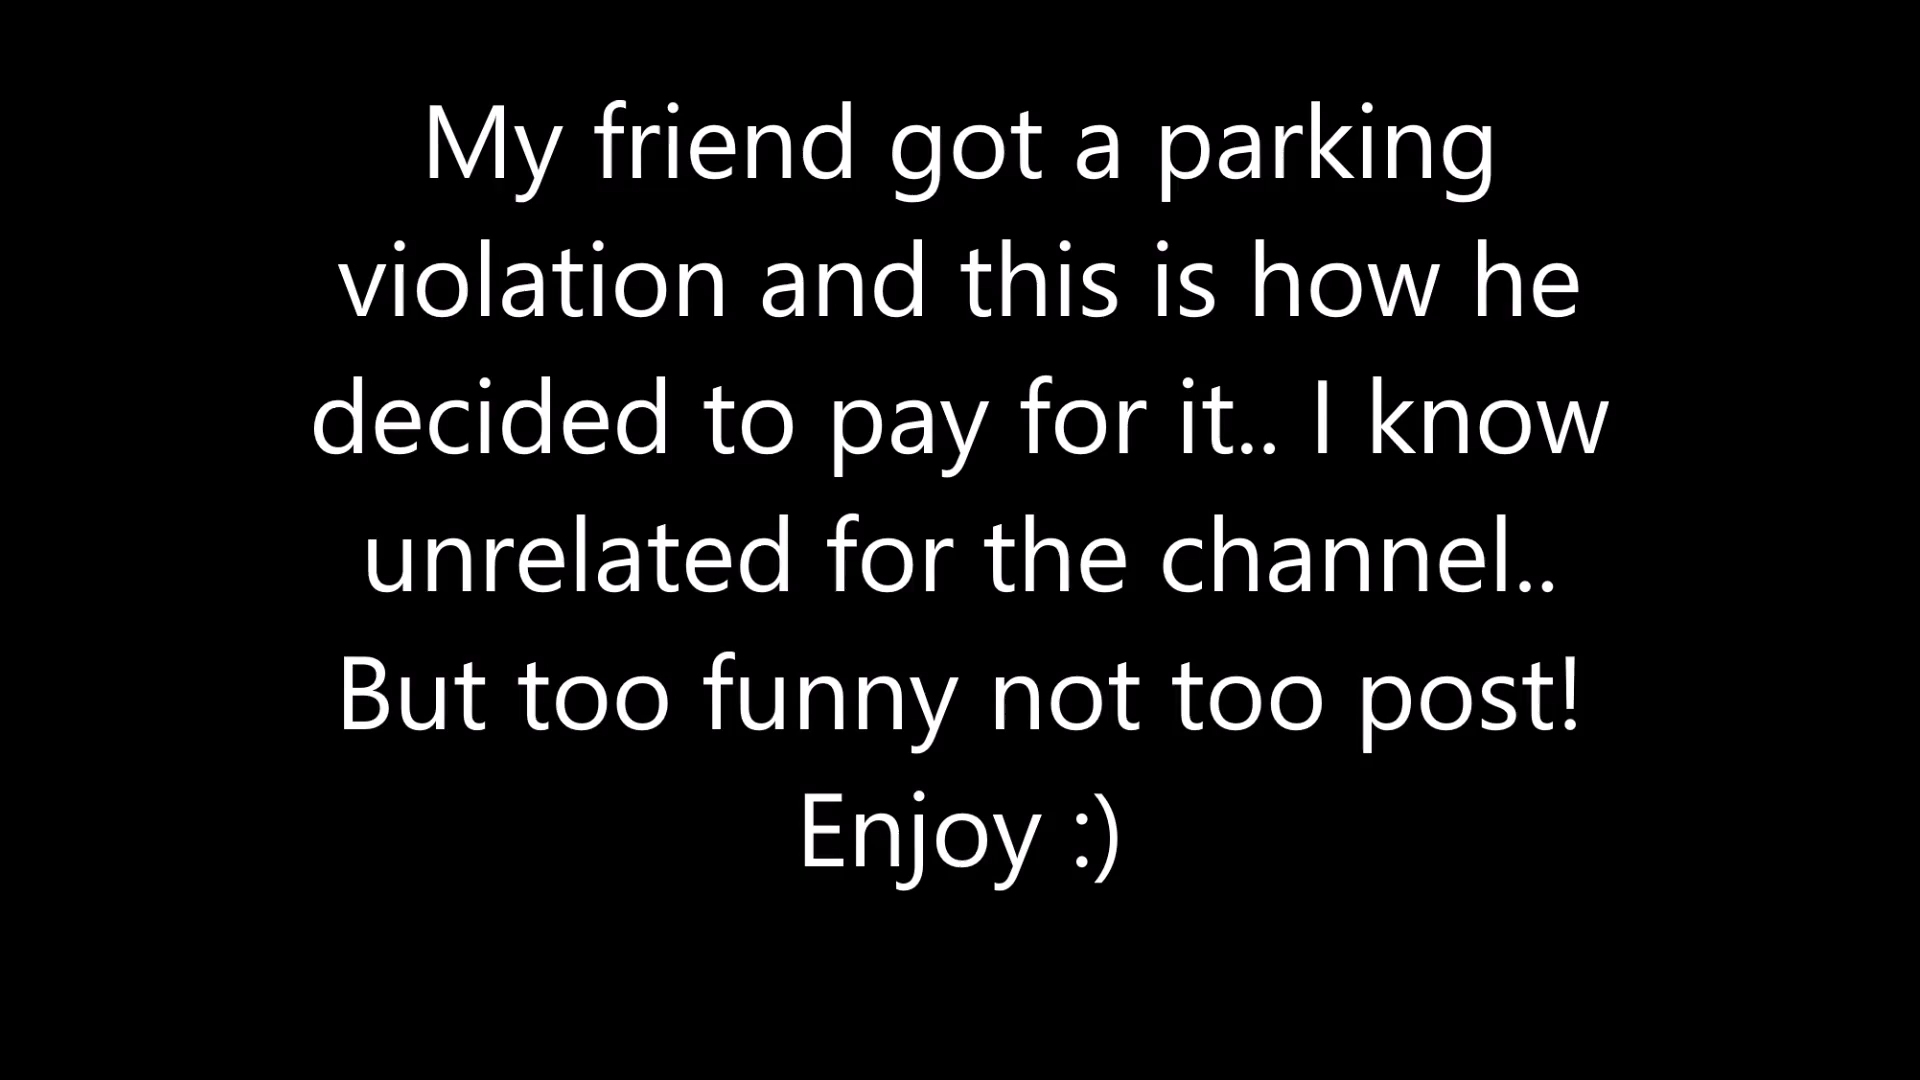 My friend got a parking
violation and this is how he
decided to pay for it.. I know
unrelated for the channel..
But too funny not too post!
Enjoy :)